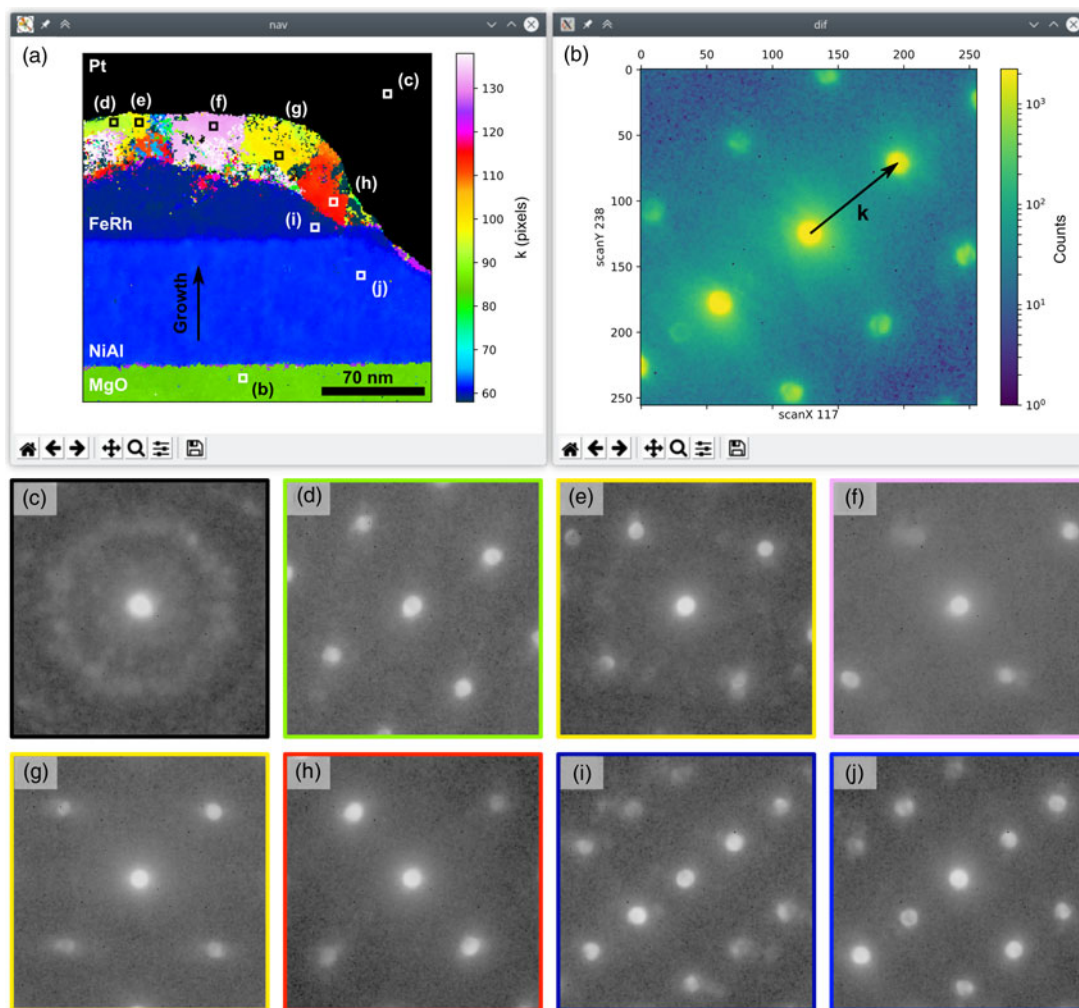 nav
(a)
Pt
(c)
(d)
(e)
(f)
(g)
(h)
FeRh
(i)
(j)
Growth
NiAl
MgO
(b)
70 nm
130
120
110
100
90
80
70
60
k (pixels)
dif
(b)
0 50 100 150 200 250
0
50
100
150
200
250
k
scanY 238
scanX 117
10³
10²
10¹
10⁰
Counts
(c)
(d)
(e)
(f)
(g)
(h)
(i)
(j)